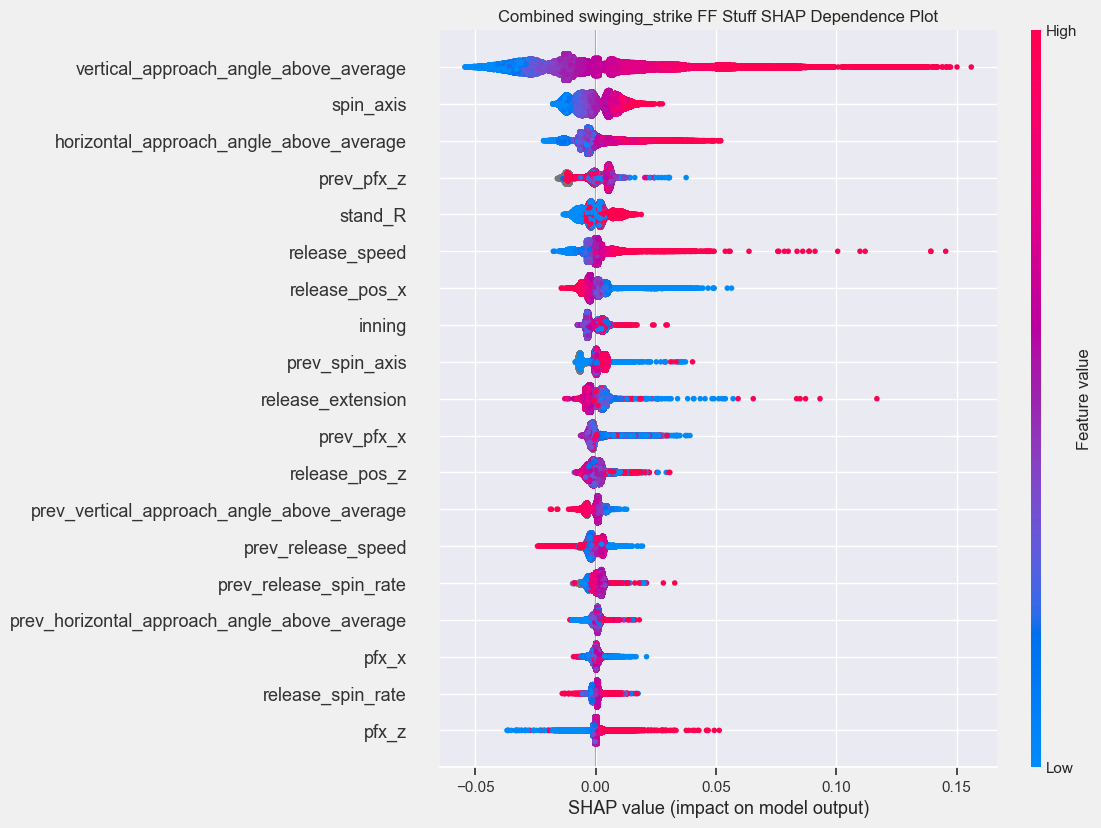 Combined swinging_strike FF Stuff SHAP Dependence Plot
High
vertical_approach_angle_above_average
spin_axis
horizontal_approach_angle_above_average
prev_pfx_z
stand_R
release_speed
release_pos_x
inning
prev_spin_axis
release_extension
prev_pfx_x
release_pos_z
prev_vertical_approach_angle_above_average
prev_release_speed
prev_release_spin_rate
prev_horizontal_approach_angle_above_average
pfx_x
release_spin_rate
pfx_z
Feature value
Low
−0.05 0.00 0.05 0.10 0.15
SHAP value (impact on model output)